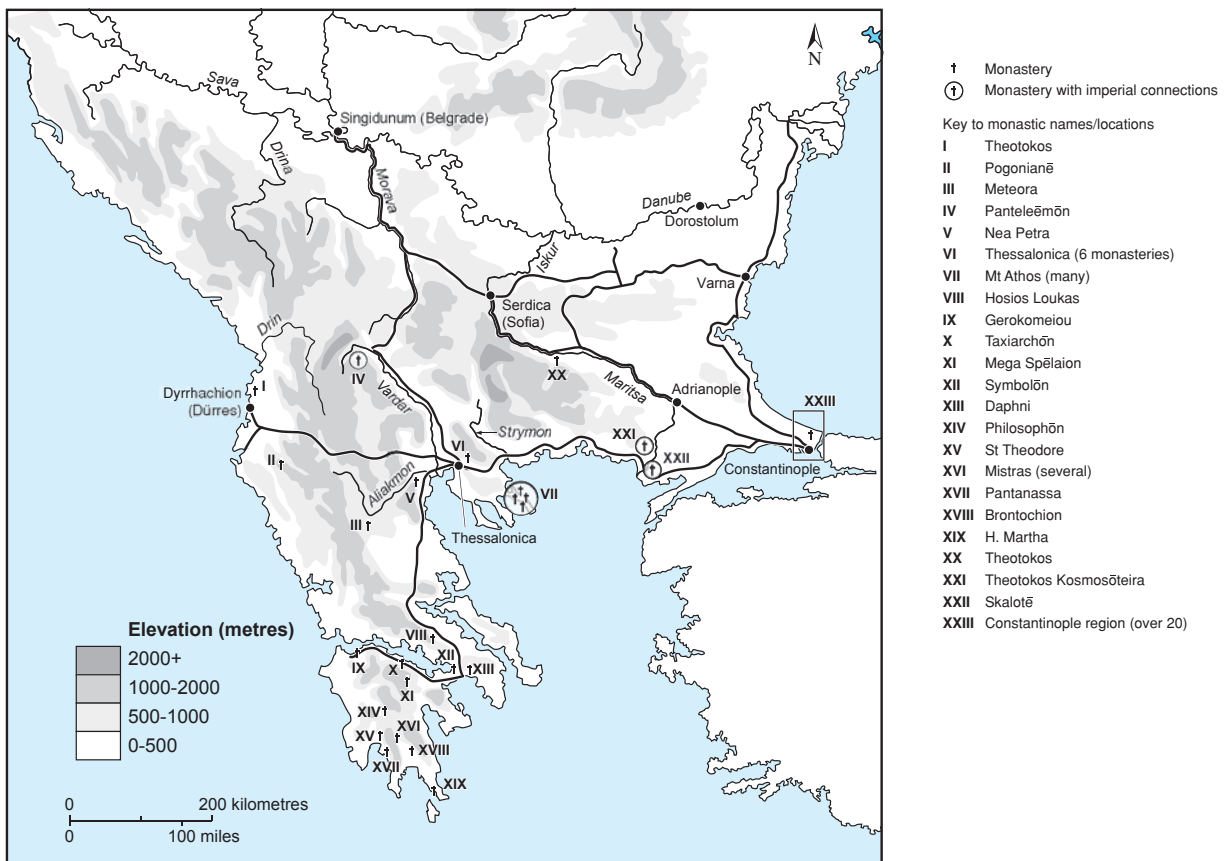 N
Sava
Singidunum (Belgrade)
Drina
Morava
Danube
Dorostolum
Iskur
Varna
Serdica
(Sofia)
Drin
IV
Vardar
XX
Maritsa
Adrianople
XXIII
Dyrrhachion
(Dürres)
I
Strymon
XXI
XXII
Constantinople
VI
II
Aliakmon
V
VII
III
Thessalonica
VIII
XII
XIII
IX
X
XI
XIV
XVI
XV
XVIII
XVII
XIX
Elevation (metres)
2000+
1000-2000
500-1000
0-500
0 200 kilometres
0 100 miles
Monastery
Monastery with imperial connections
Key to monastic names/locations
I Theotokos
II Pogonianē
III Meteora
IV Panteleēmōn
V Nea Petra
VI Thessalonica (6 monasteries)
VII Mt Athos (many)
VIII Hosios Loukas
IX Gerokomeiou
X Taxiarchōn
XI Mega Spēlaion
XII Symbolōn
XIII Daphni
XIV Philosophōn
XV St Theodore
XVI Mistras (several)
XVII Pantanassa
XVIII Brontochion
XIX H. Martha
XX Theotokos
XXI Theotokos Kosmosōteira
XXII Skalotē
XXIII Constantinople region (over 20)